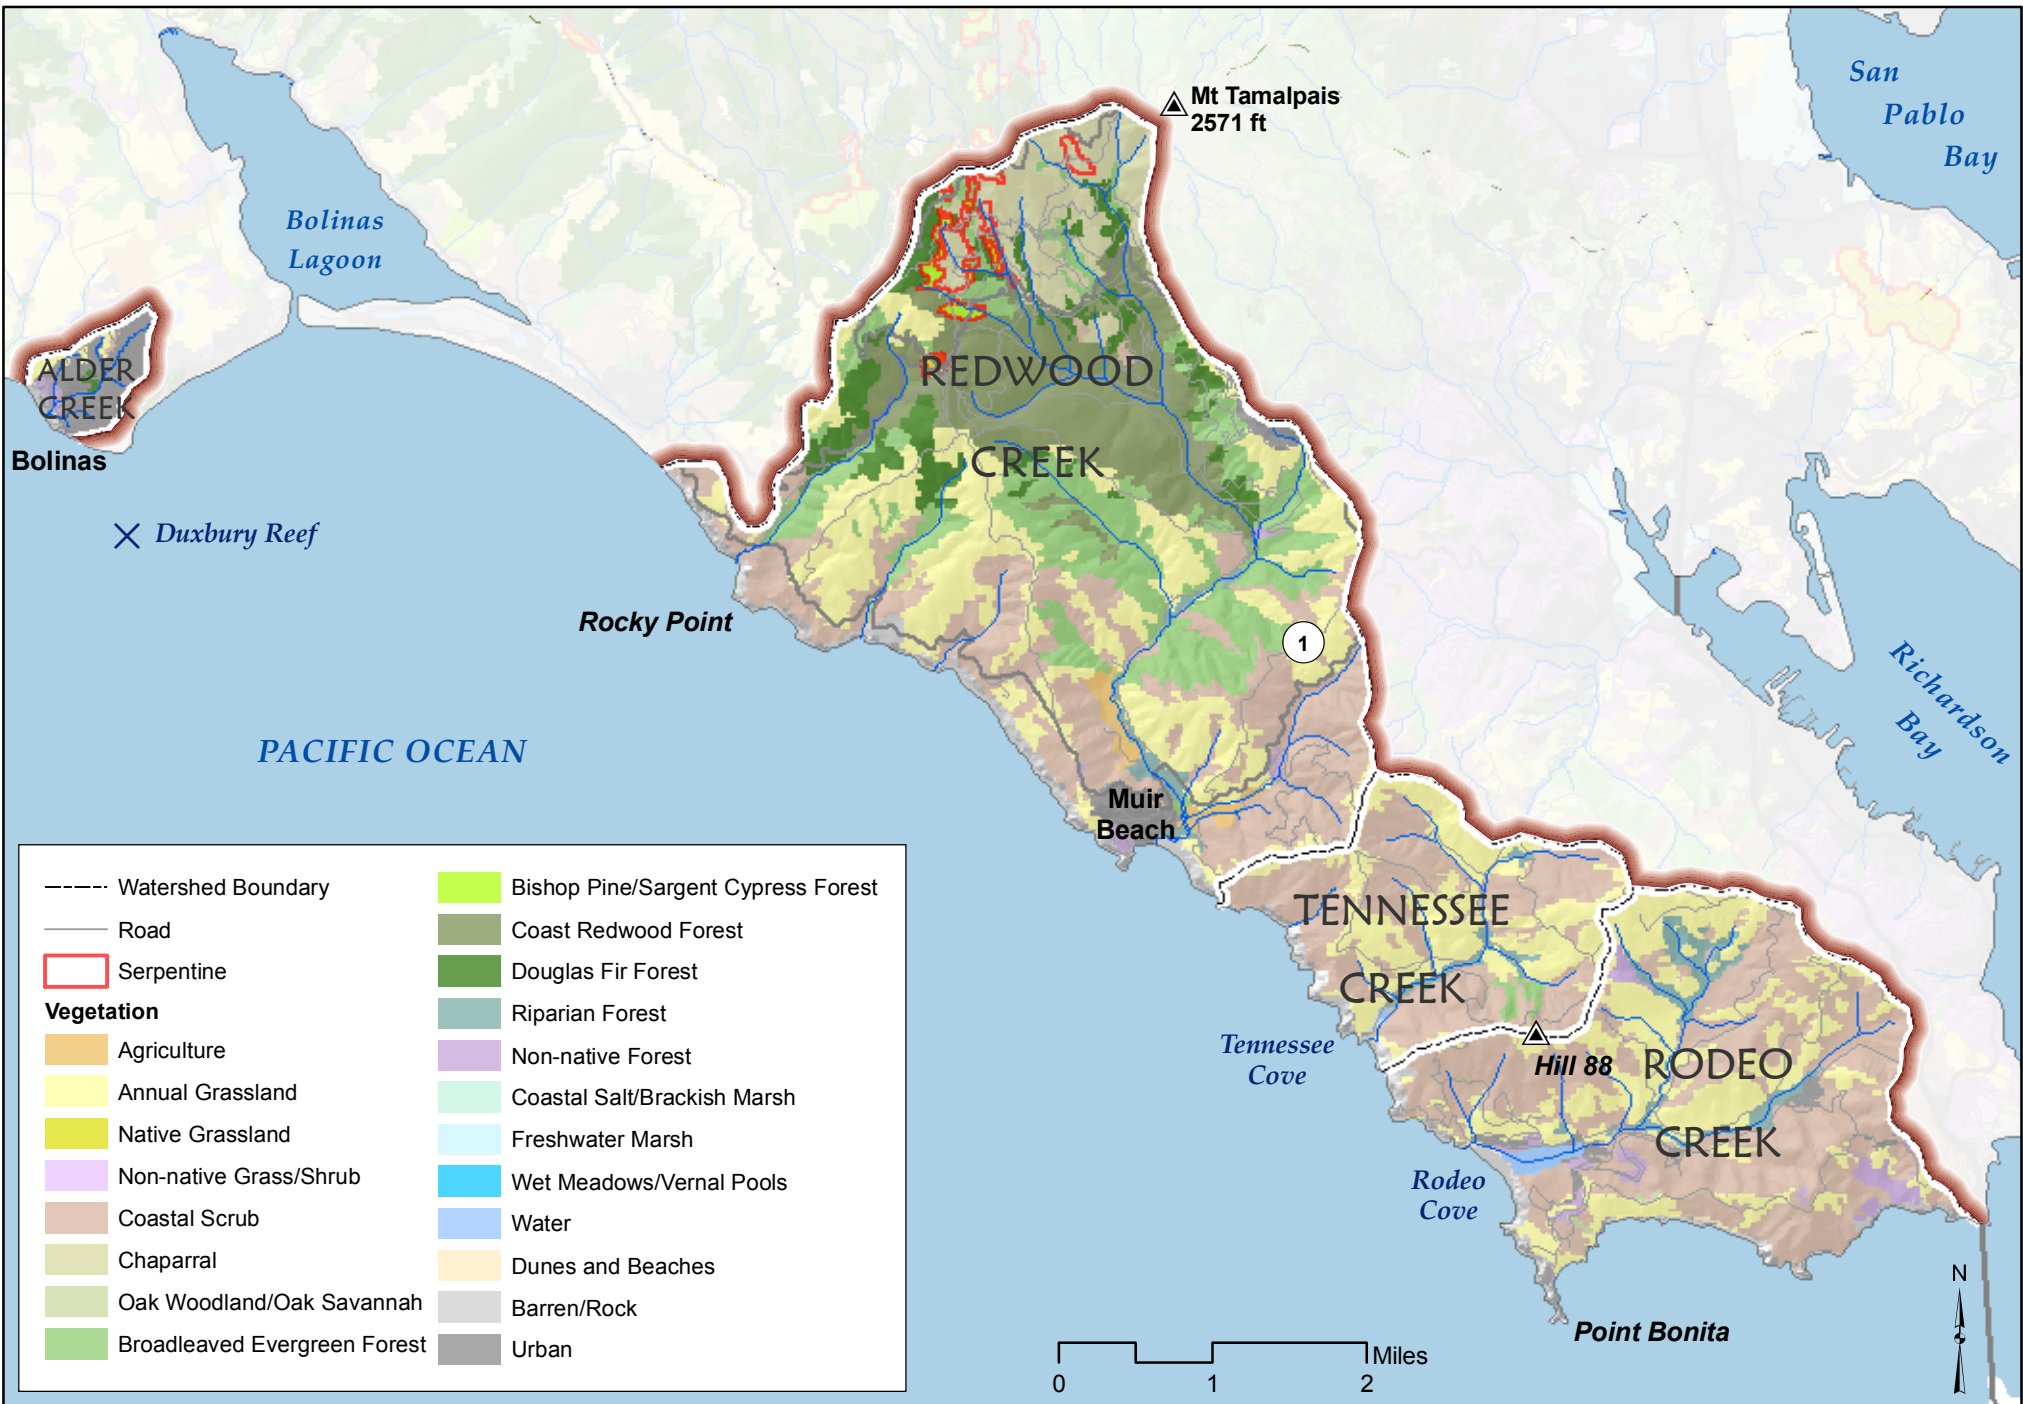 Mt Tamalpais
2571 ft
San
Pablo
Bay
Bolinas
Lagoon
ALDER
CREEK
Bolinas
Duxbury Reef
REDWOOD
CREEK
Rocky Point
1
Richardson
Bay
PACIFIC OCEAN
Muir
Beach
TENNESSEE
CREEK
Tennessee
Cove
Hill 88
RODEO
CREEK
Rodeo
Cove
Point Bonita
N
Miles
0 1 2
Watershed Boundary
Road
Serpentine
Vegetation
Agriculture
Annual Grassland
Native Grassland
Non-native Grass/Shrub
Coastal Scrub
Chaparral
Oak Woodland/Oak Savannah
Broadleaved Evergreen Forest
Bishop Pine/Sargent Cypress Forest
Coast Redwood Forest
Douglas Fir Forest
Riparian Forest
Non-native Forest
Coastal Salt/Brackish Marsh
Freshwater Marsh
Wet Meadows/Vernal Pools
Water
Dunes and Beaches
Barren/Rock
Urban